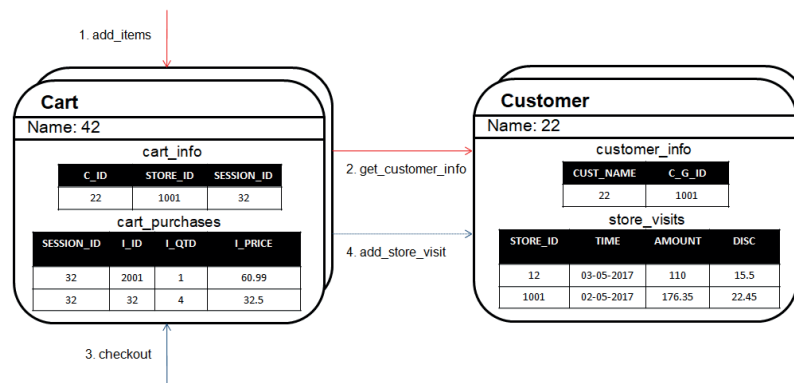 1. add_items
Cart
Name: 42
cart_info
C_ID STORE_ID SESSION_ID
22 1001 32
cart_purchases
SESSION_ID I_ID I_QTD I_PRICE
32 2001 1 60.99
32 32 4 32.5
2. get_customer_info
4. add_store_visit
Customer
Name: 22
customer_info
CUST_NAME C_G_ID
22 1001
store_visits
STORE_ID TIME AMOUNT DISC
12 03-05-2017 110 15.5
1001 02-05-2017 176.35 22.45
3. checkout